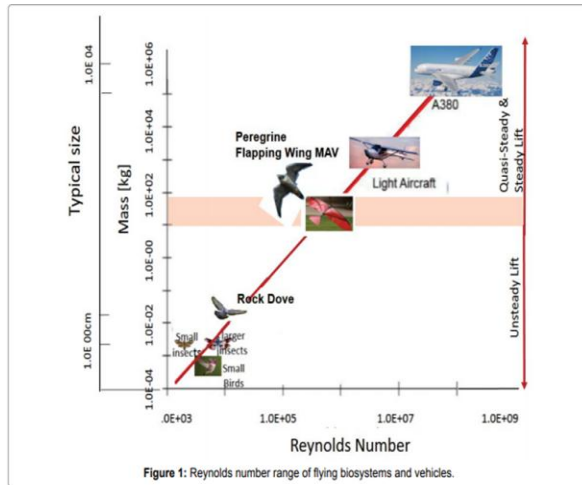 Typical size
1.0E 04
1.0E 00cm
Mass [kg]
1.0E+06
1.0E+04
1.0E+02
1.0E-00
1.0E-02
1.0E-04
A380
Peregrine
Flapping Wing MAV
Light Aircraft
Rock Dove
Small
insects
larger
insects
Small
Birds
Quasi-Steady &
Steady Lift
Unsteady Lift
.0E+03
1.0E+05
1.0E+07
1.0E+09
Reynolds Number
Figure 1: Reynolds number range of flying biosystems and vehicles.